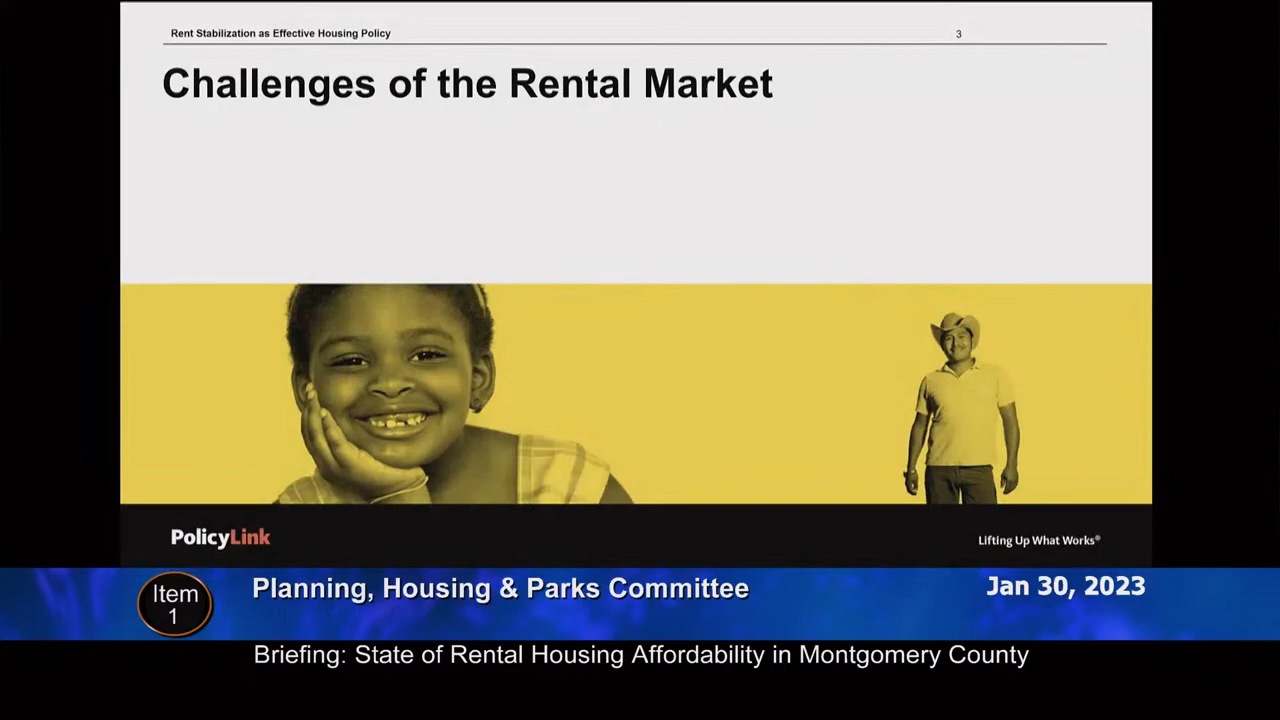 Rent Stabilization as Effective Housing Policy 3
Challenges of the Rental Market
PolicyLink
Lifting Up What Works®
Item
1
Planning, Housing & Parks Committee
Jan 30, 2023
Briefing: State of Rental Housing Affordability in Montgomery County